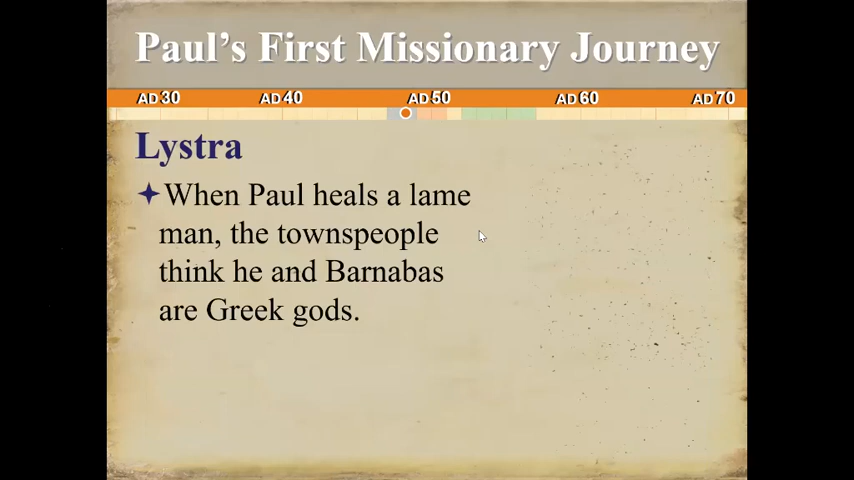 Paul's First Missionary Journey
AD 30 AD 40 AD 50 AD 60 AD 70
Lystra
When Paul heals a lame
man, the townspeople
think he and Barnabas
are Greek gods.